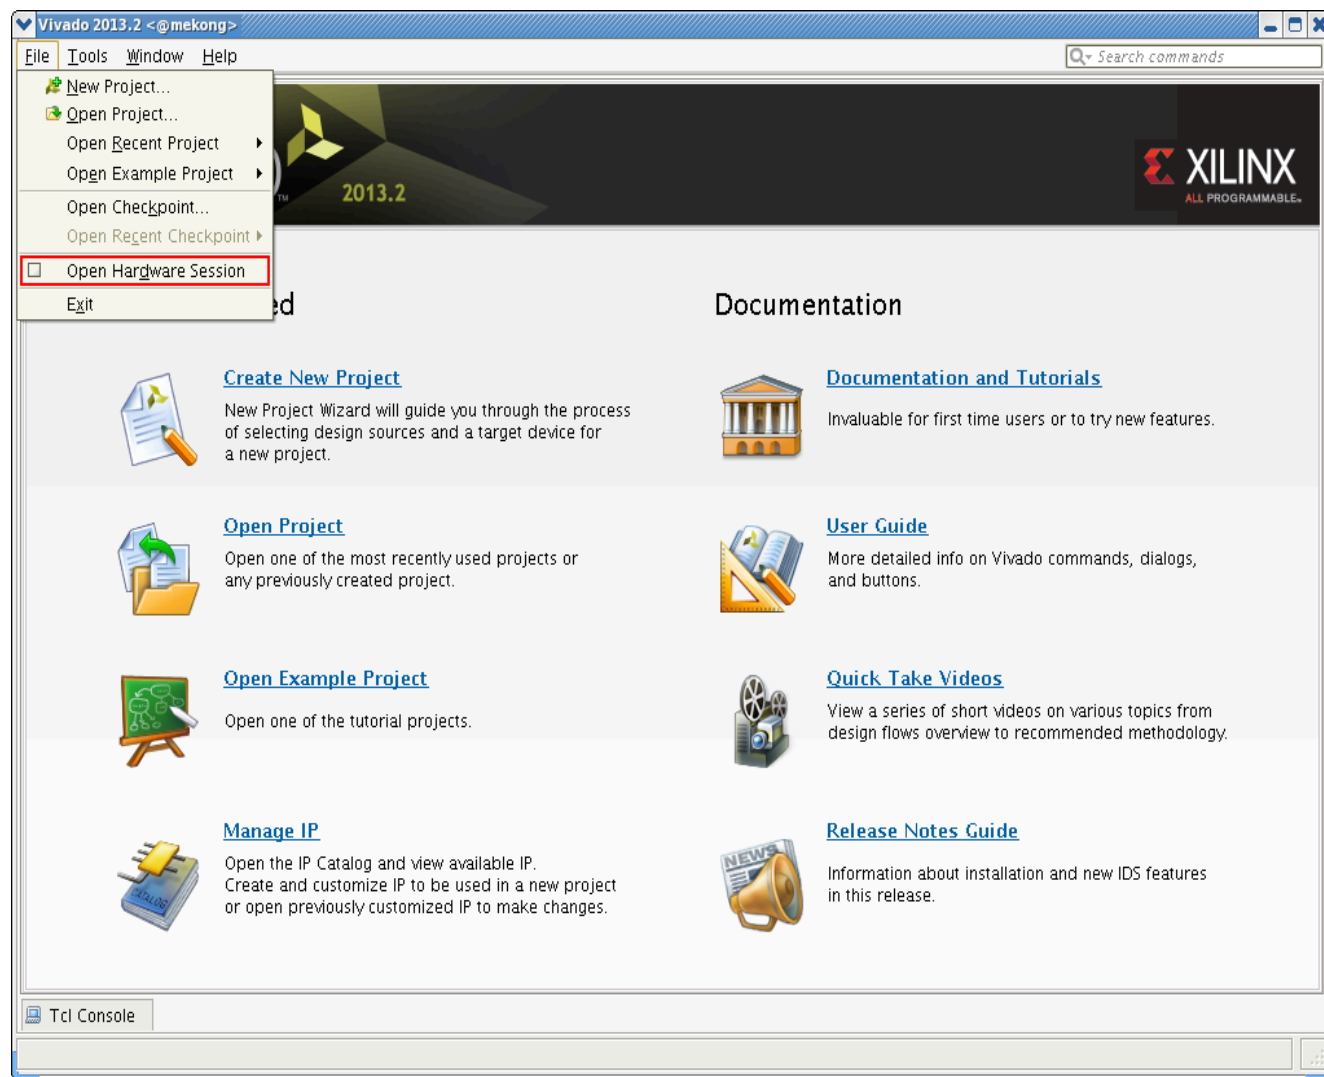 Vivado 2013.2 <@mekong>
File Tools Window Help
Search commands
New Project...
Open Project...
Open Recent Project
Open Example Project
Open Checkpoint...
Open Recent Checkpoint
Open Hardware Session
Exit
TM
2013.2
XILINX
ALL PROGRAMMABLE.
ed
Documentation
Create New Project
New Project Wizard will guide you through the process
of selecting design sources and a target device for
a new project.
Documentation and Tutorials
Invaluable for first time users or to try new features.
Open Project
Open one of the most recently used projects or
any previously created project.
User Guide
More detailed info on Vivado commands, dialogs,
and buttons.
Open Example Project
Open one of the tutorial projects.
Quick Take Videos
View a series of short videos on various topics from
design flows overview to recommended methodology.
Manage IP
Open the IP Catalog and view available IP.
Create and customize IP to be used in a new project
or open previously customized IP to make changes.
CATALOG
Release Notes Guide
Information about installation and new IDS features
in this release.
NEWS
Tcl Console